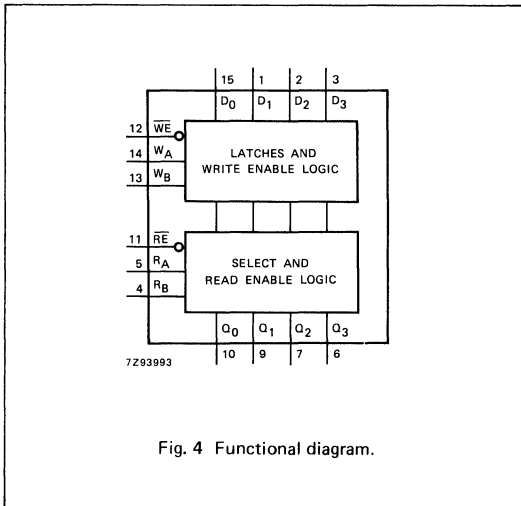 15 1 2 3
D0 D1 D2 D3
12 W̅E̅
14 WA
13 WB
LATCHES AND
WRITE ENABLE LOGIC
11 R̅E̅
5 RA
4 RB
SELECT AND
READ ENABLE LOGIC
Q0 Q1 Q2 Q3
10 9 7 6
7Z93993
Fig. 4 Functional diagram.